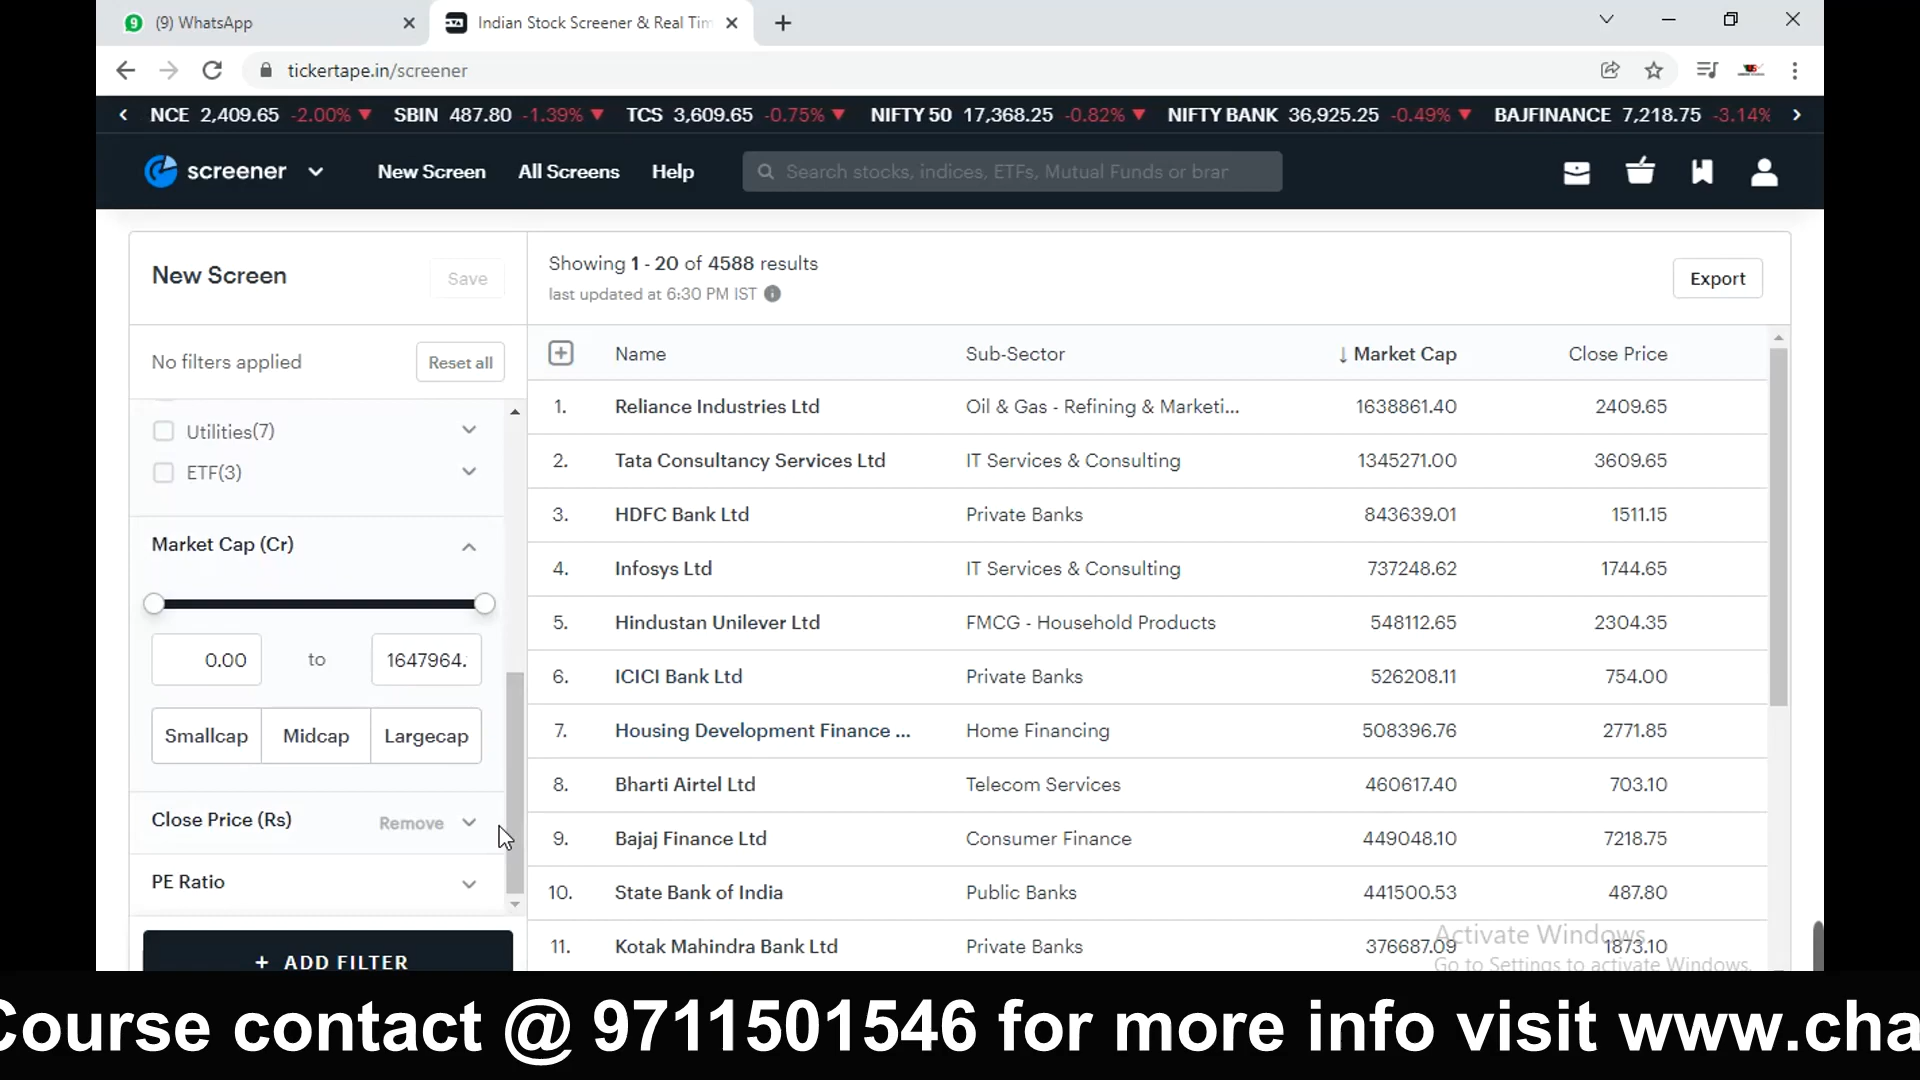 9 (9) WhatsApp
Indian Stock Screener & Real Tim
tickertape.in/screener
NCE 2,409.65 -2.00% SBIN 487.80 -1.39% TCS 3,609.65 -0.75% NIFTY 50 17,368.25 -0.82% NIFTY BANK 36,925.25 -0.49% BAJFINANCE 7,218.75 -3.14%
screener New Screen All Screens Help Search stocks, indices, ETFs, Mutual Funds or brar
New Screen Save
No filters applied Reset all
Utilities(7)
ETF(3)
Market Cap (Cr)
0.00 to 1647964.
Smallcap Midcap Largecap
Close Price (Rs) Remove
PE Ratio
+ ADD FILTER
Showing 1 - 20 of 4588 results
last updated at 6:30 PM IST
Export
Name Sub-Sector ↓ Market Cap Close Price
1. Reliance Industries Ltd Oil & Gas - Refining & Marketi... 1638861.40 2409.65
2. Tata Consultancy Services Ltd IT Services & Consulting 1345271.00 3609.65
3. HDFC Bank Ltd Private Banks 843639.01 1511.15
4. Infosys Ltd IT Services & Consulting 737248.62 1744.65
5. Hindustan Unilever Ltd FMCG - Household Products 548112.65 2304.35
6. ICICI Bank Ltd Private Banks 526208.11 754.00
7. Housing Development Finance ... Home Financing 508396.76 2771.85
8. Bharti Airtel Ltd Telecom Services 460617.40 703.10
9. Bajaj Finance Ltd Consumer Finance 449048.10 7218.75
10. State Bank of India Public Banks 441500.53 487.80
11. Kotak Mahindra Bank Ltd Private Banks 376687.09 1873.10
Activate Windows
Go to Settings to activate Windows.
Course contact @ 9711501546 for more info visit www.cha